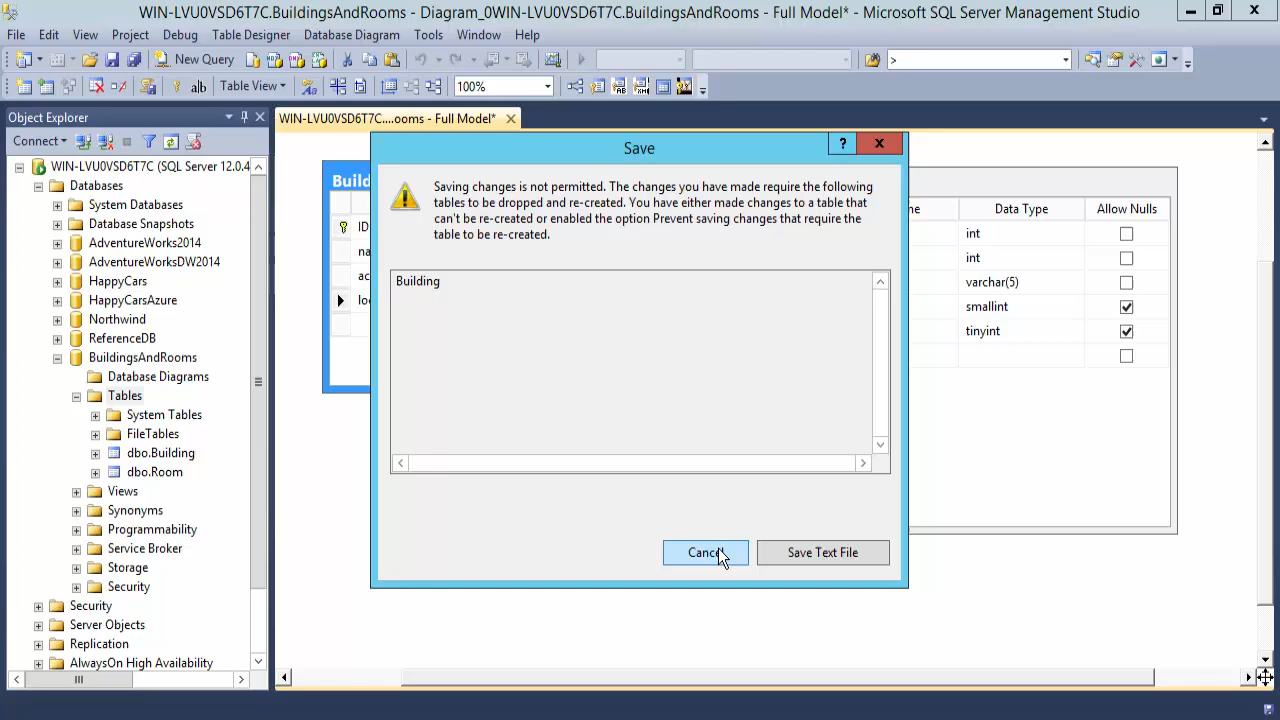 WIN-LVU0VSD6T7C.BuildingsAndRooms - Diagram_0WIN-LVU0VSD6T7C.BuildingsAndRooms - Full Model* - Microsoft SQL Server Management Studio
File Edit View Project Debug Table Designer Database Diagram Tools Window Help
New Query >
ab Table View 100%
Object Explorer
WIN-LVU0VSD6T7C....ooms - Full Model*
Connect
WIN-LVU0VSD6T7C (SQL Server 12.0.4
Databases
System Databases
Database Snapshots
AdventureWorks2014
AdventureWorksDW2014
HappyCars
HappyCarsAzure
Northwind
ReferenceDB
BuildingsAndRooms
Database Diagrams
Tables
System Tables
FileTables
dbo.Building
dbo.Room
Views
Synonyms
Programmability
Service Broker
Storage
Security
Security
Server Objects
Replication
AlwaysOn High Availability
Build
ID
na
ac
loc
Save
?
Saving changes is not permitted. The changes you have made require the following
tables to be dropped and re-created. You have either made changes to a table that
can't be re-created or enabled the option Prevent saving changes that require the
table to be re-created.
Building
Cancel Save Text File
me Data Type Allow Nulls
int
int
varchar(5)
smallint
tinyint